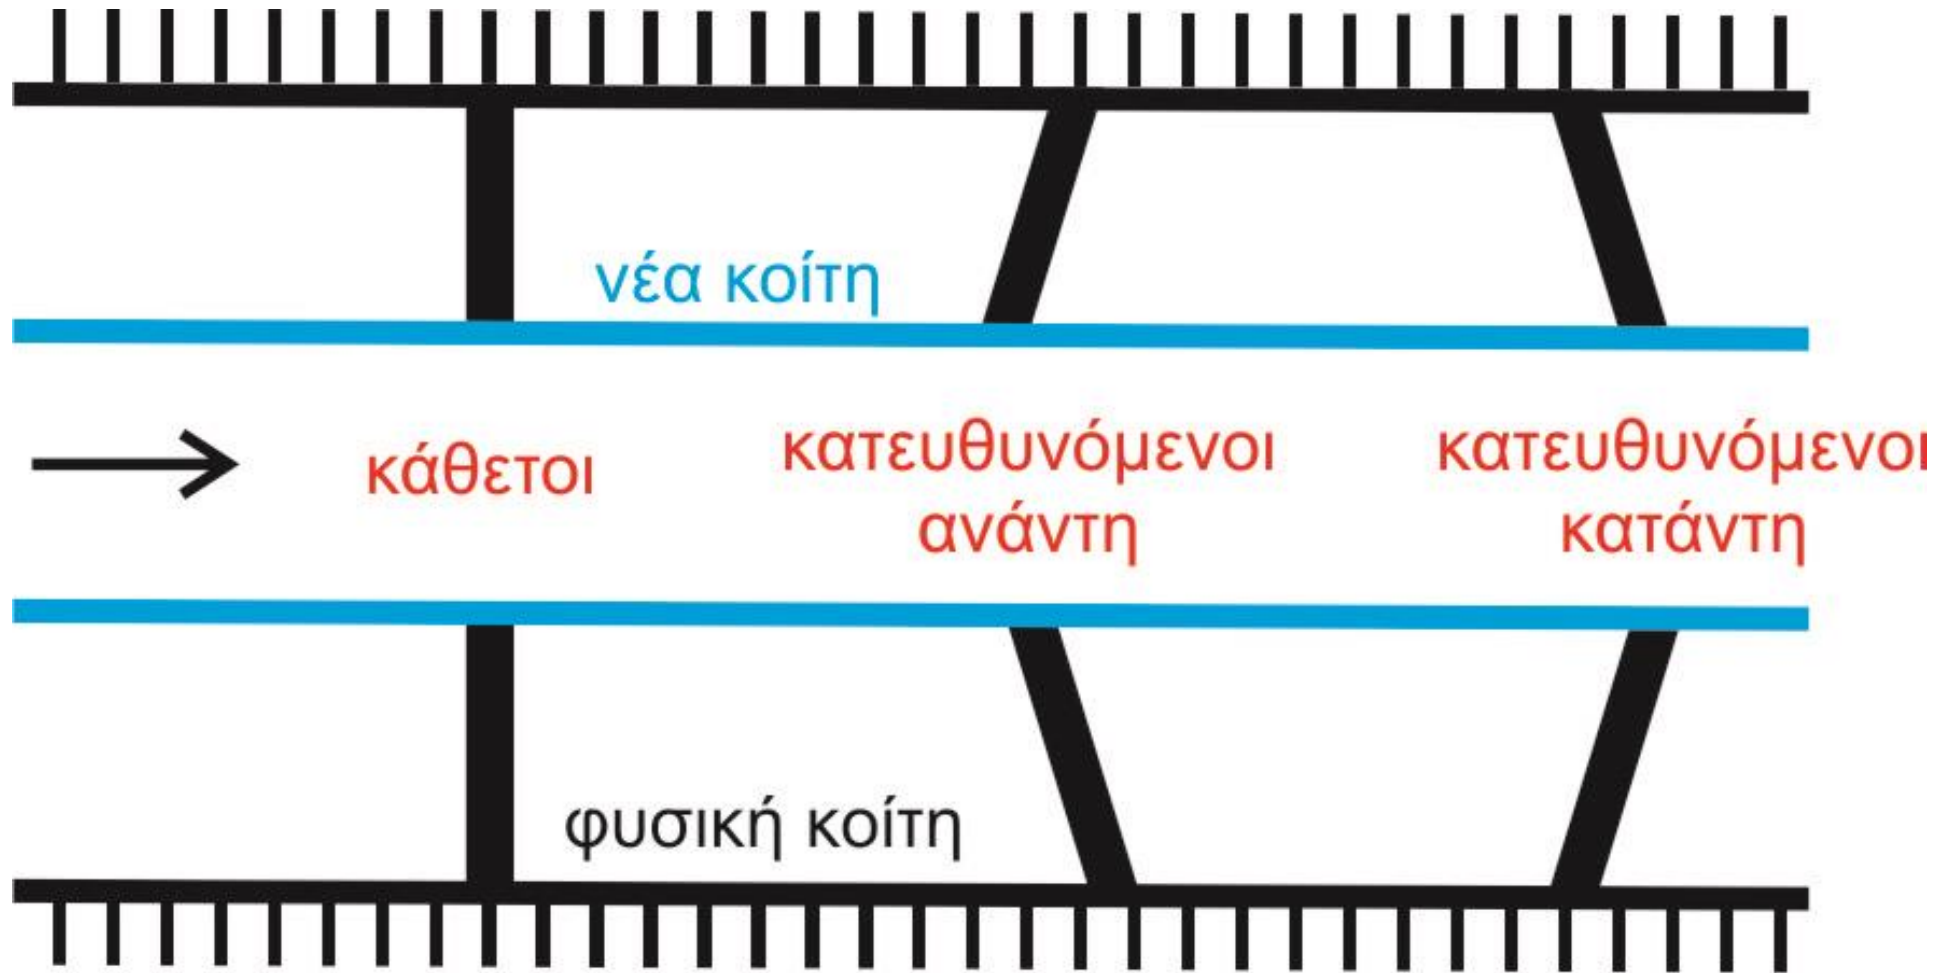 νέα κοίτη
κάθετοι
κατευθυνόμενοι
ανάντη
κατευθυνόμενοι
κατάντη
φυσική κοίτη